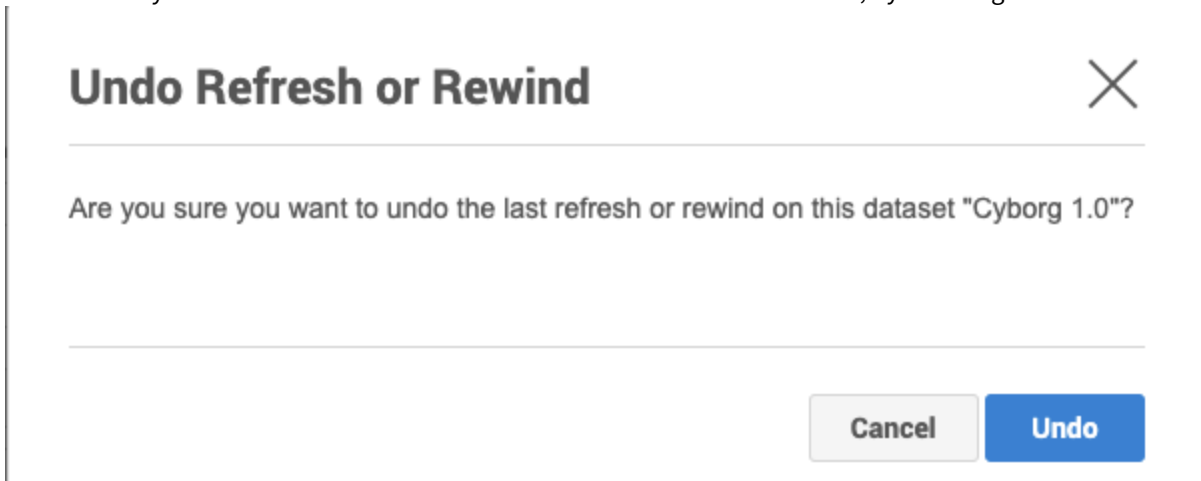 Undo Refresh or Rewind
Are you sure you want to undo the last refresh or rewind on this dataset "Cyborg 1.0"?
Cancel
Undo